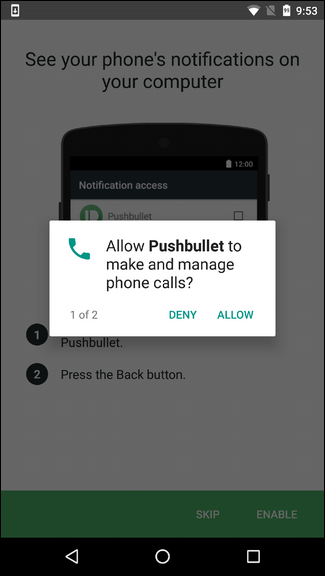 9:53
See your phone's notifications on
your computer
12:00
Notification access
Pushbullet
Allow Pushbullet to
make and manage
phone calls?
1 of 2
DENY ALLOW
1
Pushbullet.
2 Press the Back button.
SKIP ENABLE